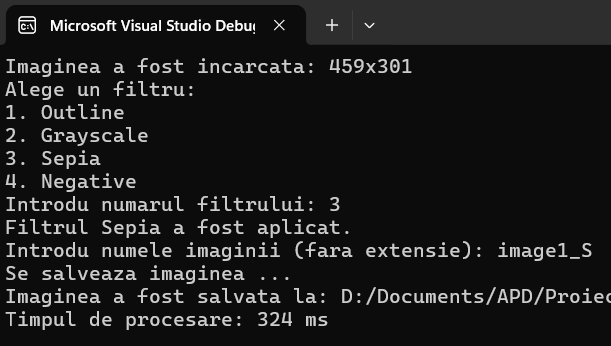 Microsoft Visual Studio Debug
Imaginea a fost incarcata: 459x301
Alege un filtru:
1. Outline
2. Grayscale
3. Sepia
4. Negative
Introdu numarul filtrului: 3
Filtrul Sepia a fost aplicat.
Introdu numele imaginii (fara extensie): image1_S
Se salveaza imaginea ...
Imaginea a fost salvata la: D:/Documents/APD/Proiec
Timpul de procesare: 324 ms